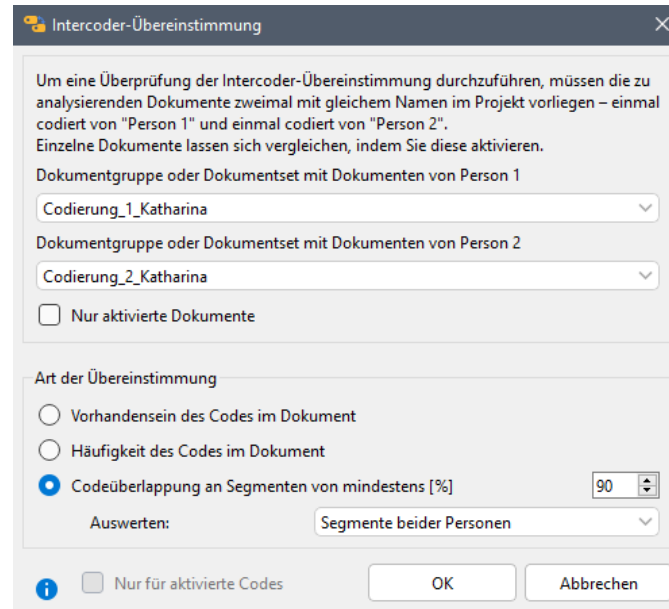 Intercoder-Übereinstimmung
Um eine Überprüfung der Intercoder-Übereinstimmung durchzuführen, müssen die zu
analysierenden Dokumente zweimal mit gleichem Namen im Projekt vorliegen – einmal
codiert von "Person 1" und einmal codiert von "Person 2".
Einzelne Dokumente lassen sich vergleichen, indem Sie diese aktivieren.
Dokumentgruppe oder Dokumentset mit Dokumenten von Person 1
Codierung_1_Katharina
Dokumentgruppe oder Dokumentset mit Dokumenten von Person 2
Codierung_2_Katharina
Nur aktivierte Dokumente
Art der Übereinstimmung
Vorhandensein des Codes im Dokument
Häufigkeit des Codes im Dokument
Codeüberlappung an Segmenten von mindestens [%] 90
Auswerten: Segmente beider Personen
Nur für aktivierte Codes OK Abbrechen